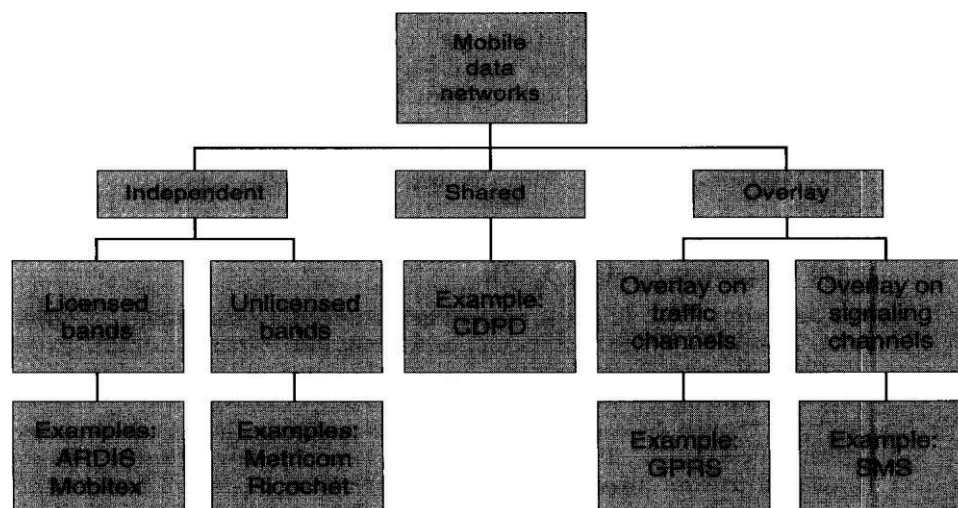 Mobile
data
networks
Independent
Shared
Overlay
Licensed
bands
Unlicensed
bands
Example:
CDPD
Overlay on
traffic
channels
Overlay on
signaling
channels
Examples:
ARDIS
Mobitex
Examples:
Metricom
Ricochet
Example:
GPRS
Example:
SMS